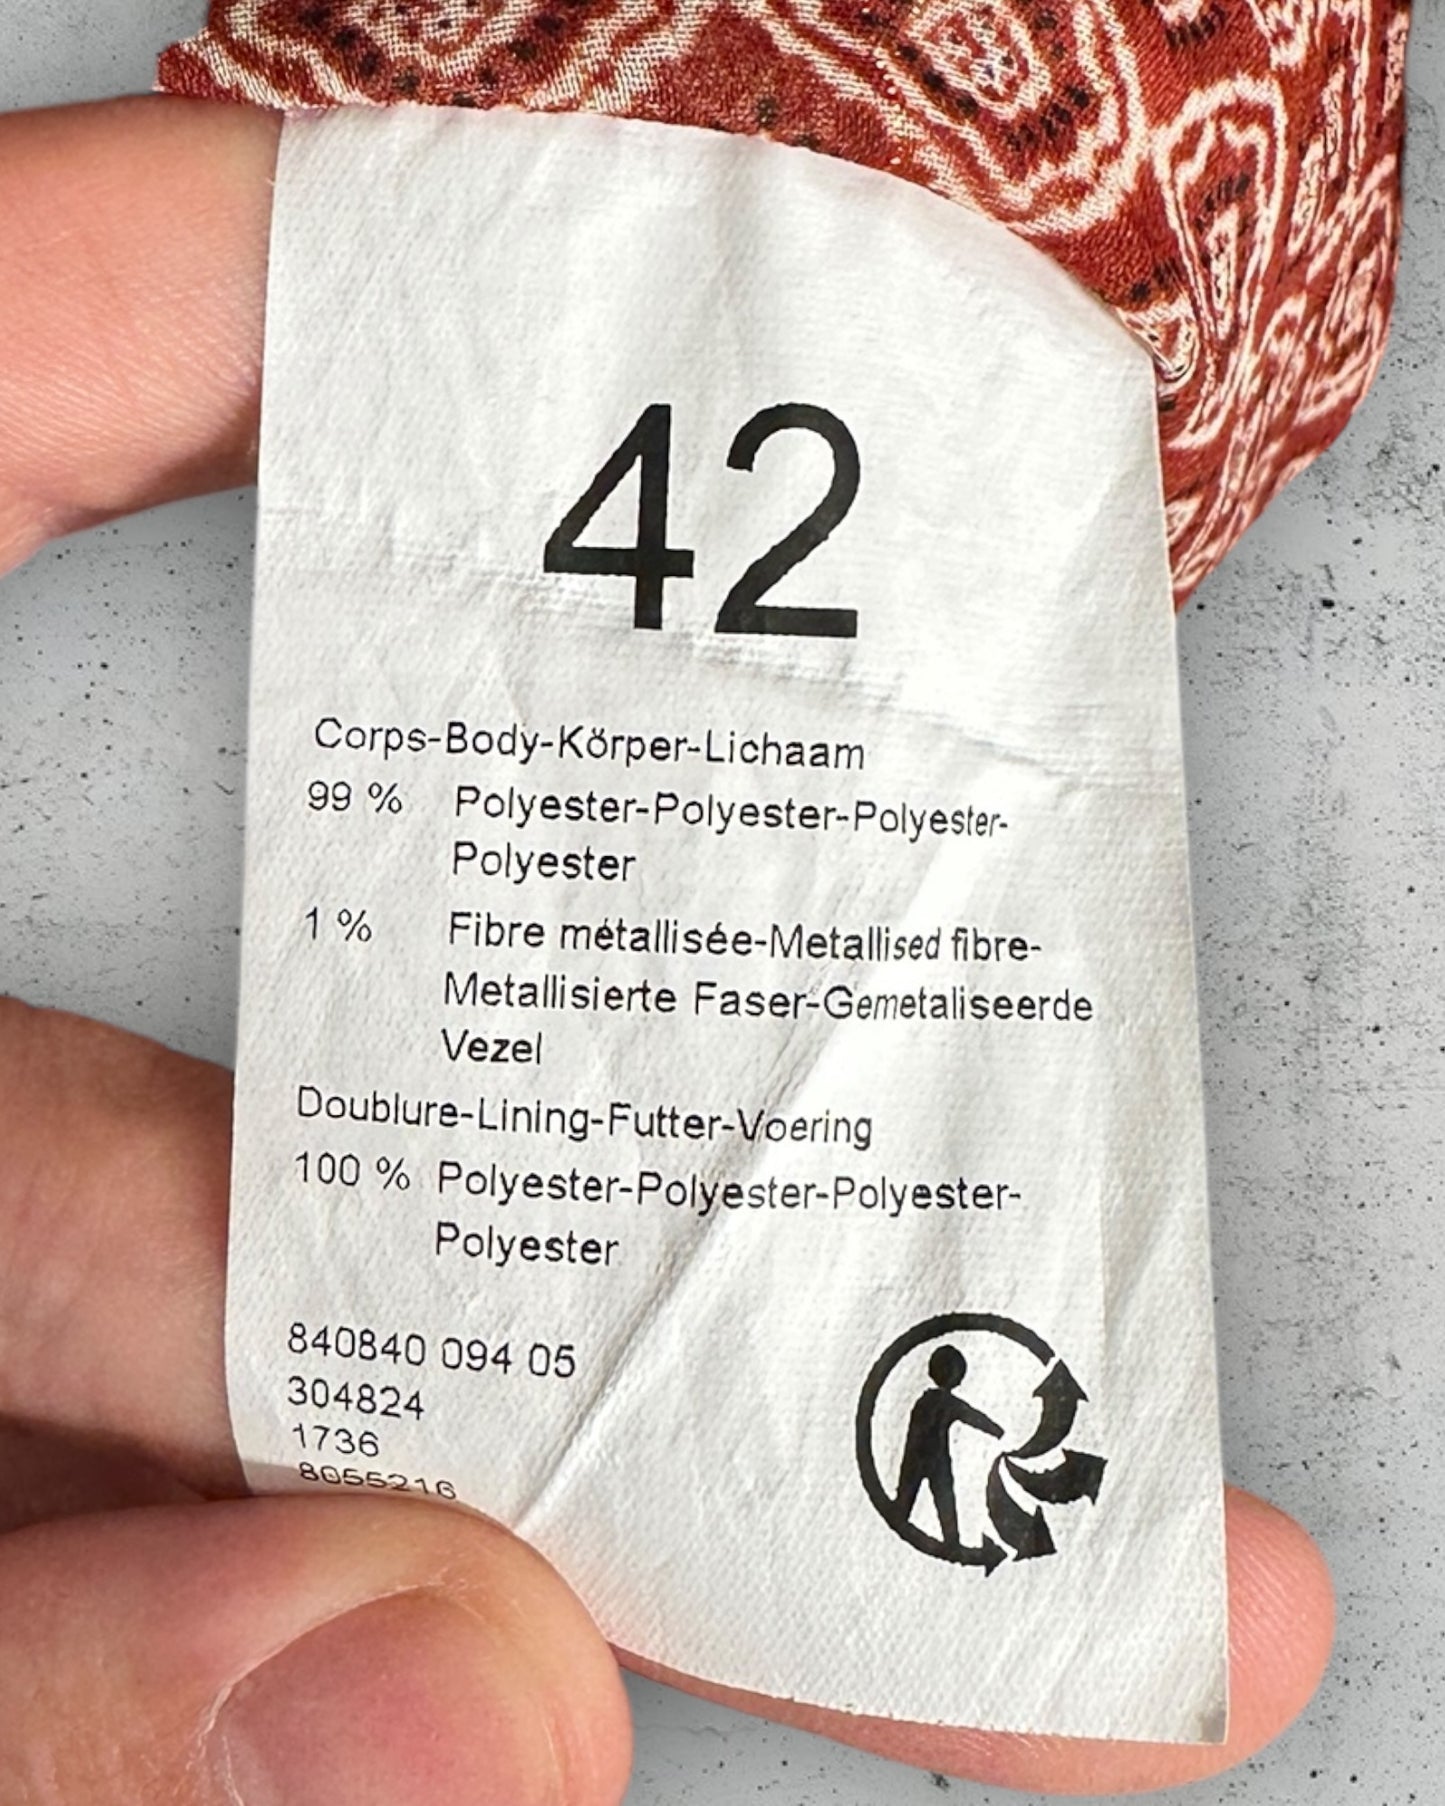 42
Corps-Body-Körper-Lichaam
99 % Polyester-Polyester-Polyester-
Polyester
1 % Fibre métallisée-Metallised fibre-
Metallisierte Faser-Gemetaliseerde
Vezel
Doublure-Lining-Futter-Voering
100 % Polyester-Polyester-Polyester-
Polyester
840840 094 05
304824
1736
8055216